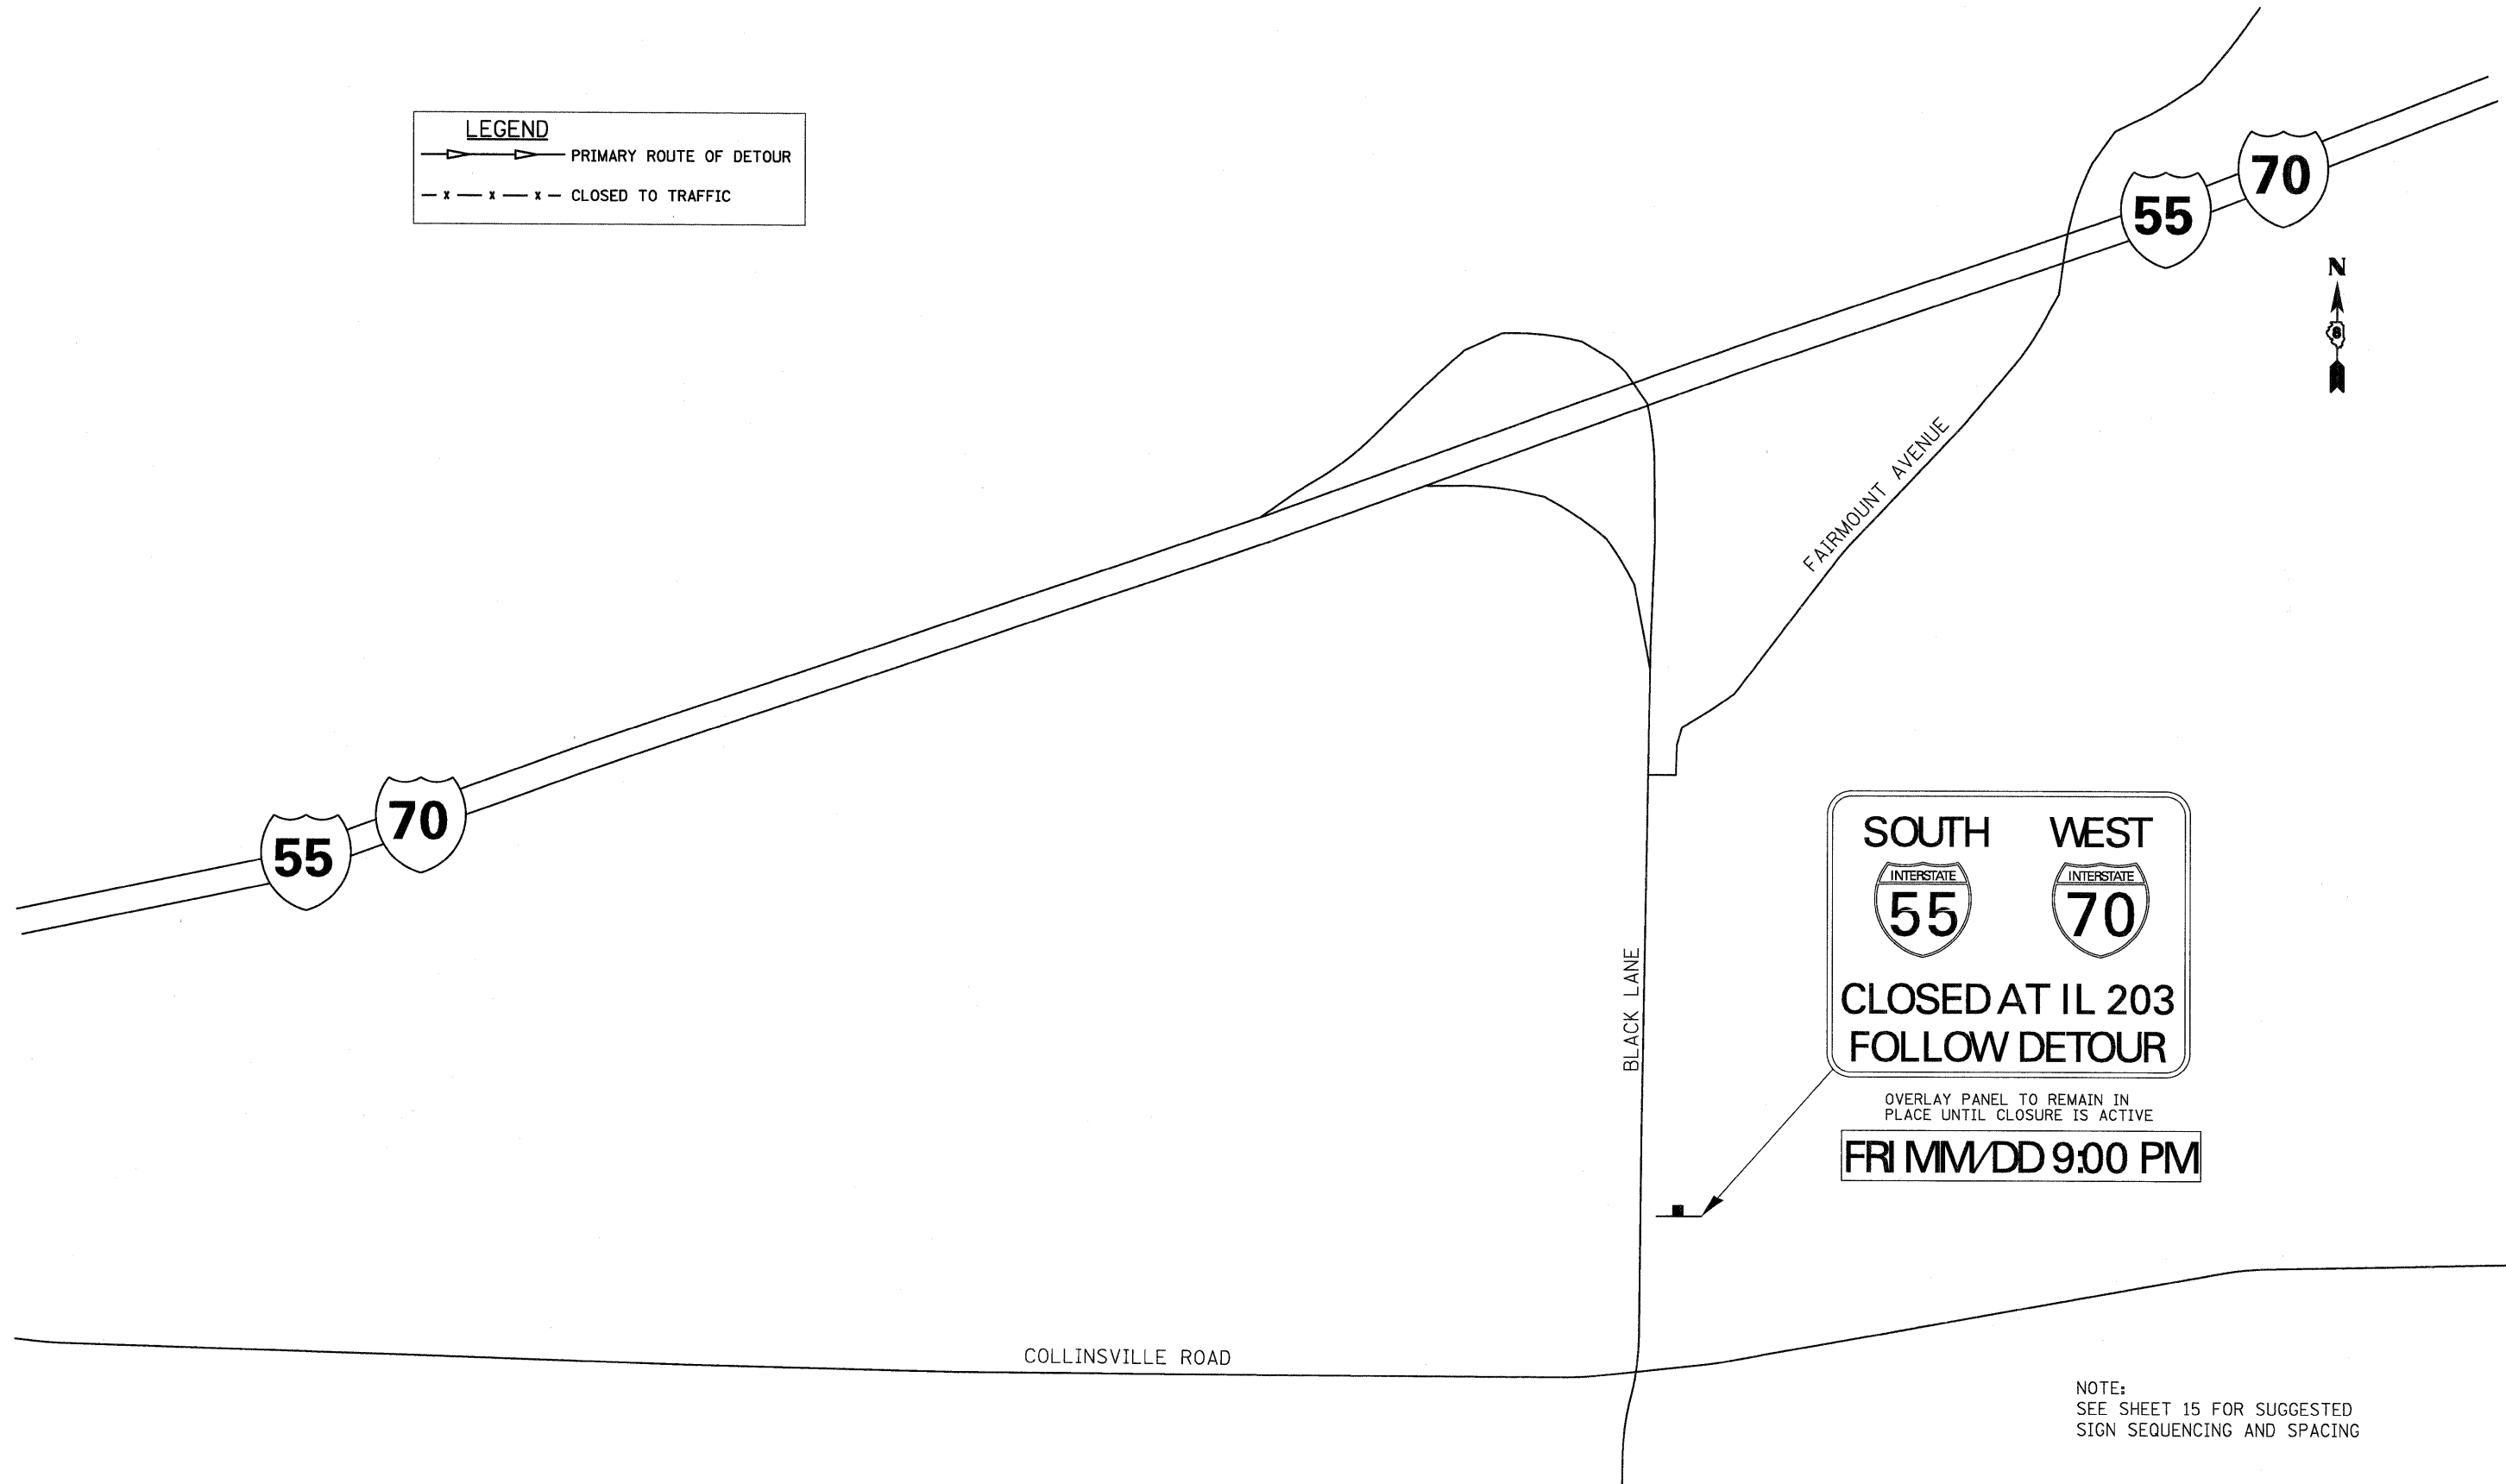 LEGEND
PRIMARY ROUTE OF DETOUR
x x x CLOSED TO TRAFFIC
70
55
N
8
FAIRMOUNT AVENUE
70
55
SOUTH WEST
INTERSTATE INTERSTATE
55 70
CLOSED AT IL 203
FOLLOW DETOUR
BLACK LANE
OVERLAY PANEL TO REMAIN IN
PLACE UNTIL CLOSURE IS ACTIVE
FRI MM/DD 9:00 PM
COLLINSVILLE ROAD
NOTE:
SEE SHEET 15 FOR SUGGESTED
SIGN SEQUENCING AND SPACING